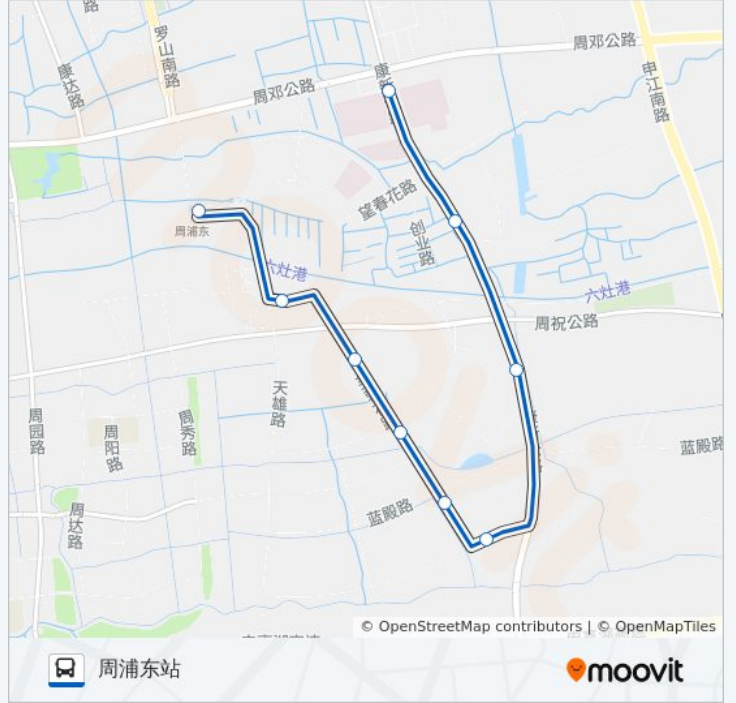 路
罗山南路
康达路
周邓公路
周邓公路
申江南路
望春花路
创业路
周浦东
六灶港
六灶港
周祝公路
周园路
天雄路
周秀路
周阳路
蓝殿路
蓝殿路
周达路
© OpenStreetMap contributors | © OpenMapTiles
周浦东站
moovit